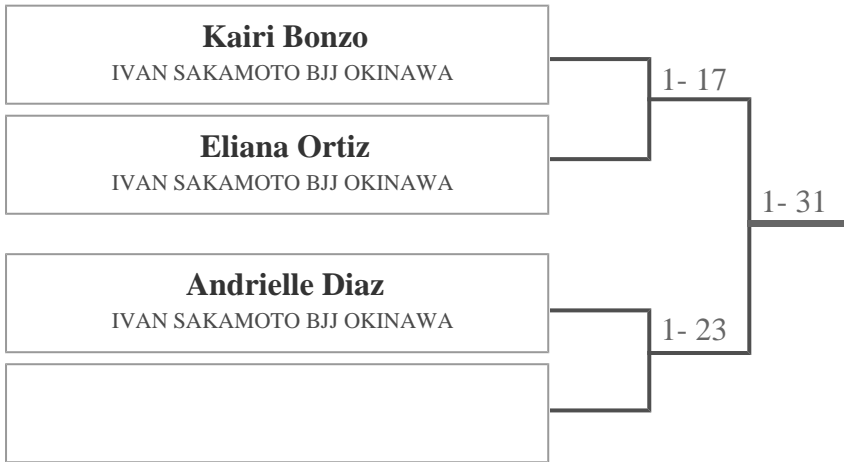 Kairi Bonzo
IVAN SAKAMOTO BJJ OKINAWA
1- 17
Eliana Ortiz
IVAN SAKAMOTO BJJ OKINAWA
1- 31
Andrielle Diaz
IVAN SAKAMOTO BJJ OKINAWA
1- 23